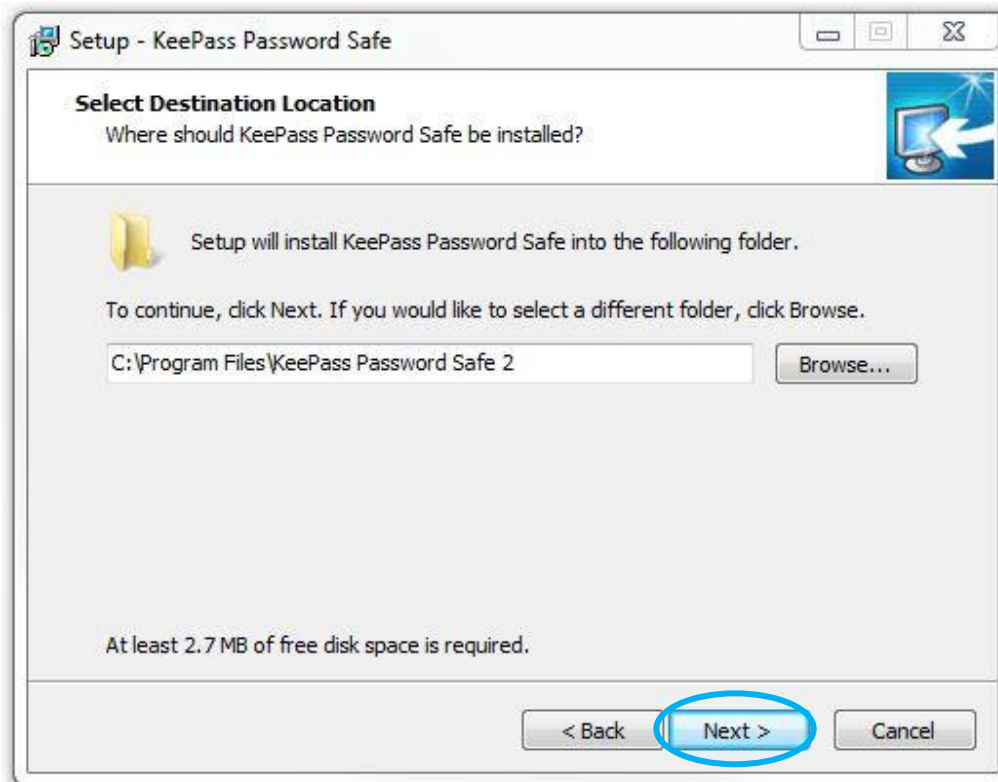 Setup - KeePass Password Safe
Select Destination Location
Where should KeePass Password Safe be installed?
Setup will install KeePass Password Safe into the following folder.
To continue, click Next. If you would like to select a different folder, click Browse.
C:\Program Files\KeePass Password Safe 2
Browse...
At least 2.7 MB of free disk space is required.
< Back
Next >
Cancel